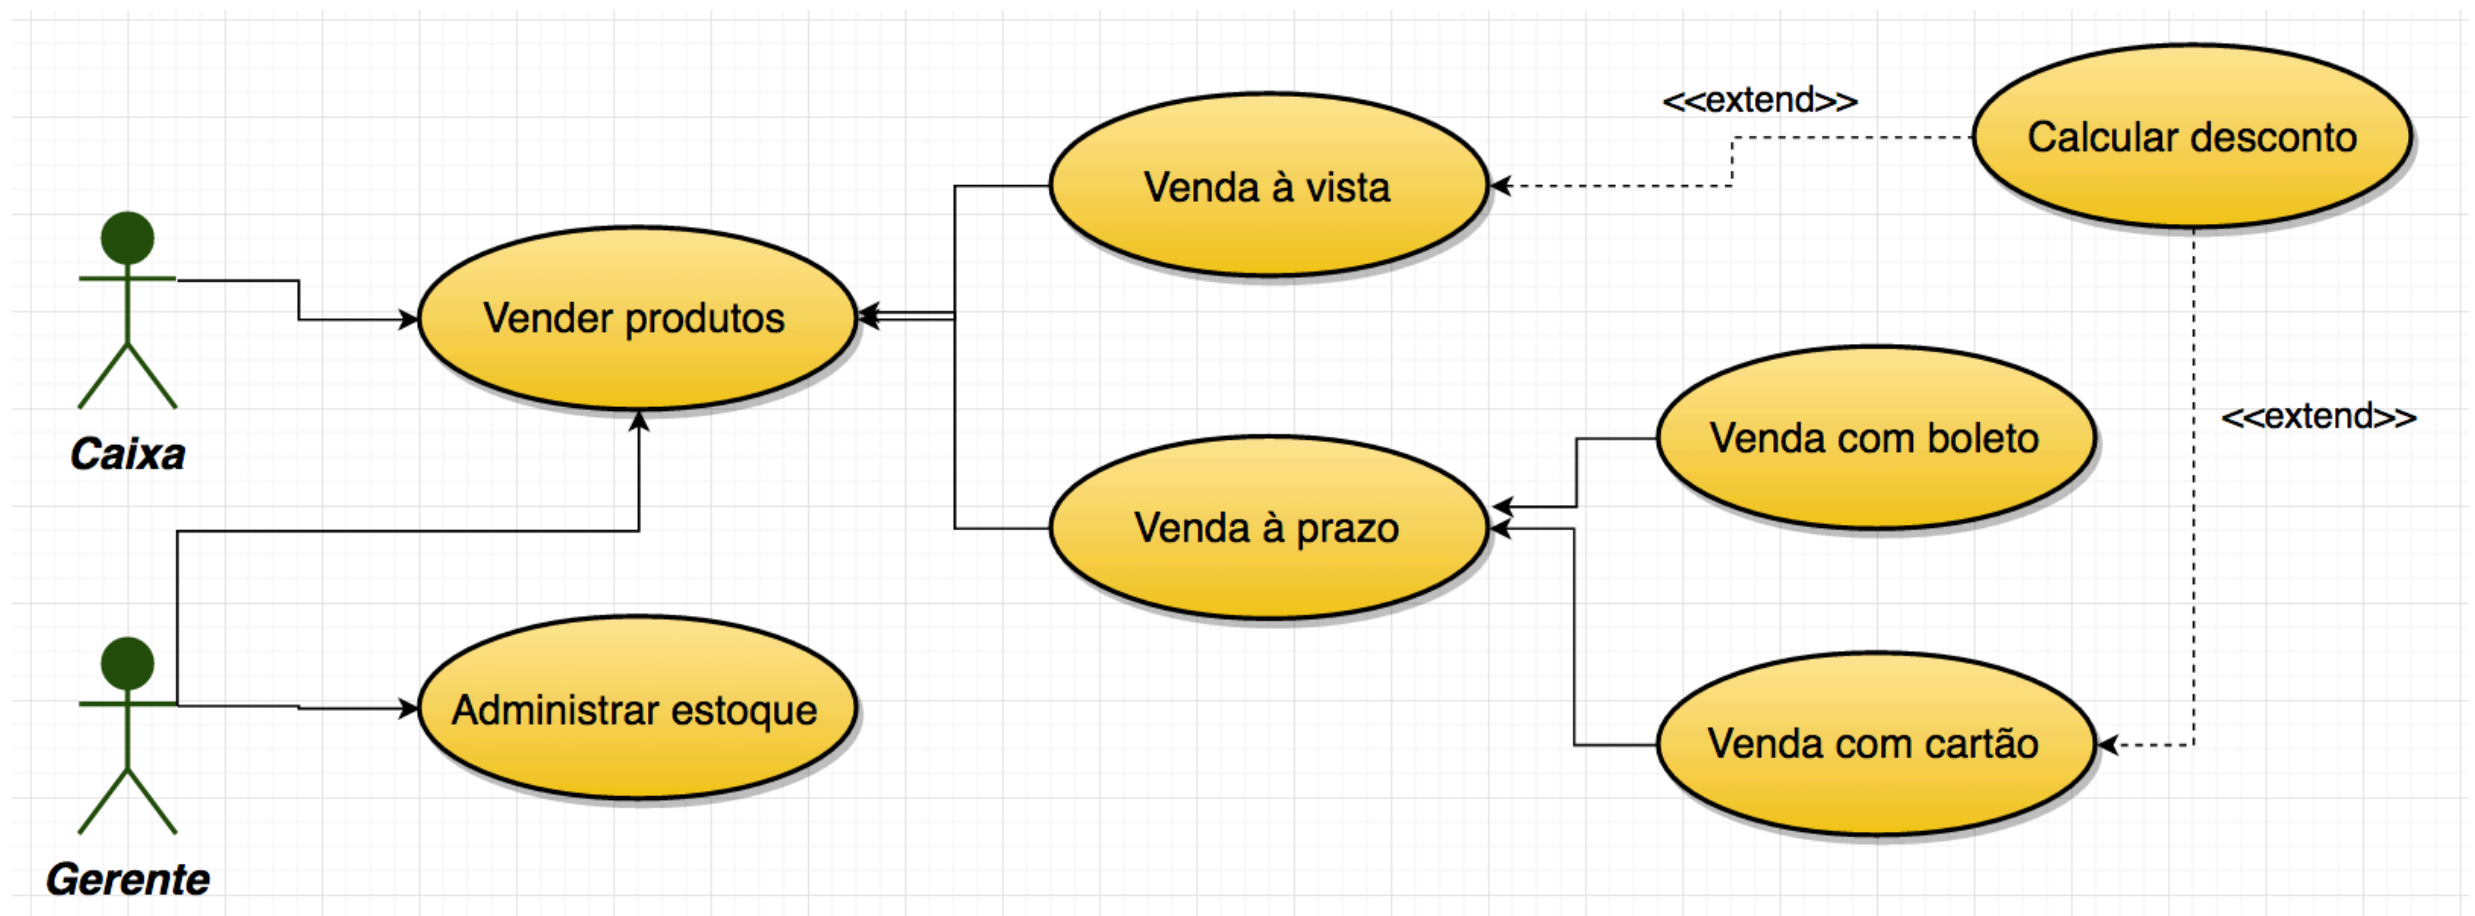 <<extend>>
Calcular desconto
Venda à vista
Vender produtos
Caixa
<<extend>>
Venda com boleto
Venda à prazo
Administrar estoque
Venda com cartão
Gerente